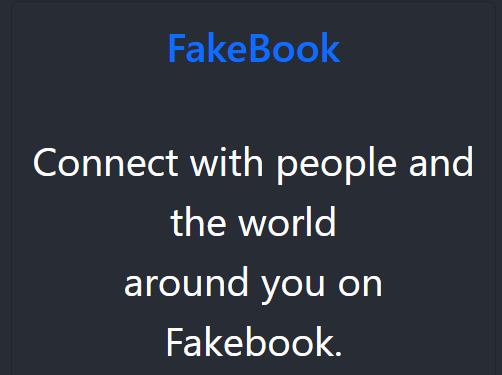 FakeBook
Connect with people and
the world
around you on
Fakebook.